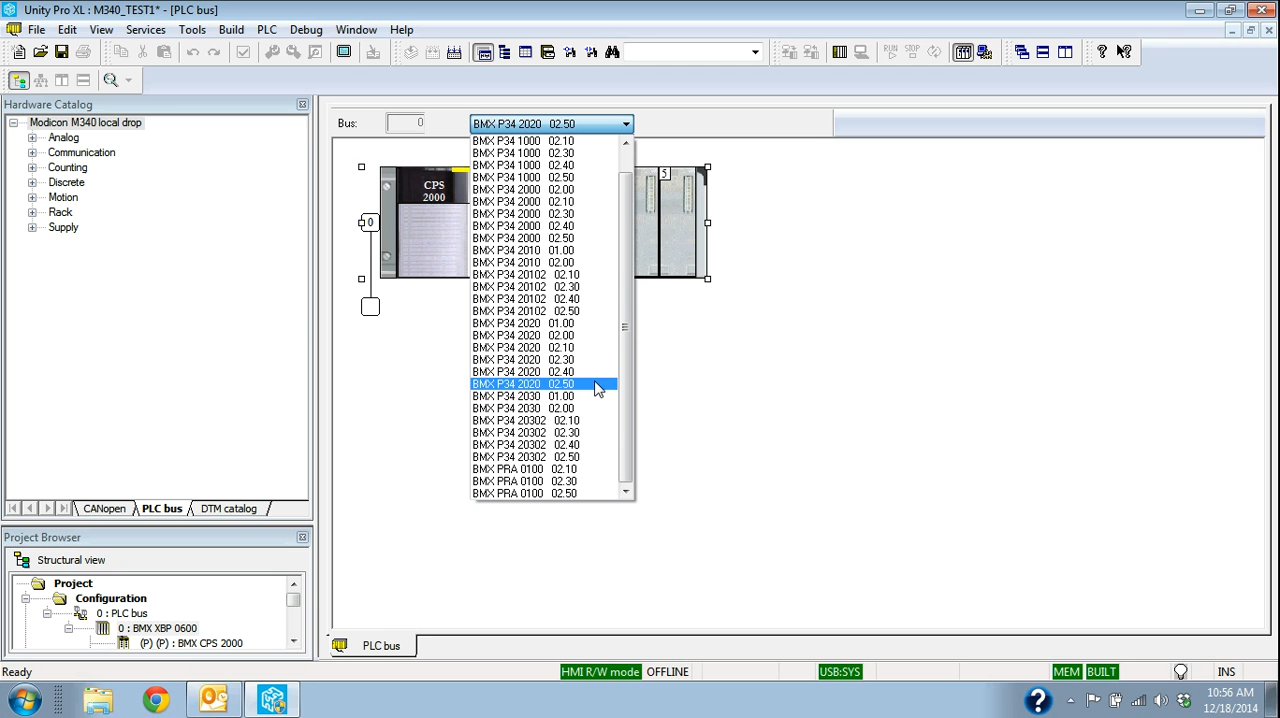 Unity Pro XL : M340_TEST1* - [PLC bus]
File Edit View Services Tools Build PLC Debug Window Help
RUN STOP
Hardware Catalog
Modicon M340 local drop
Analog
Communication
Counting
Discrete
Motion
Rack
Supply
CANopen PLC bus DTM catalog
Project Browser
Structural view
Project
Configuration
0 : PLC bus
0 : BMX XBP 0600
(P) (P) : BMX CPS 2000
Bus: 0 BMX P34 2020 02.50
BMX P34 1000 02.10
BMX P34 1000 02.30
BMX P34 1000 02.40
BMX P34 1000 02.50
BMX P34 2000 02.00
BMX P34 2000 02.10
BMX P34 2000 02.30
BMX P34 2000 02.40
BMX P34 2000 02.50
BMX P34 2010 01.00
BMX P34 2010 02.00
BMX P34 20102 02.10
BMX P34 20102 02.30
BMX P34 20102 02.40
BMX P34 20102 02.50
BMX P34 2020 01.00
BMX P34 2020 02.00
BMX P34 2020 02.10
BMX P34 2020 02.30
BMX P34 2020 02.40
BMX P34 2020 02.50
BMX P34 2030 01.00
BMX P34 2030 02.00
BMX P34 20302 02.10
BMX P34 20302 02.30
BMX P34 20302 02.40
BMX P34 20302 02.50
BMX PRA 0100 02.10
BMX PRA 0100 02.30
BMX PRA 0100 02.50
CPS
2000
5
0
PLC bus
Ready HMI R/W mode OFFLINE USB:SYS MEM BUILT INS
10:56 AM
12/18/2014